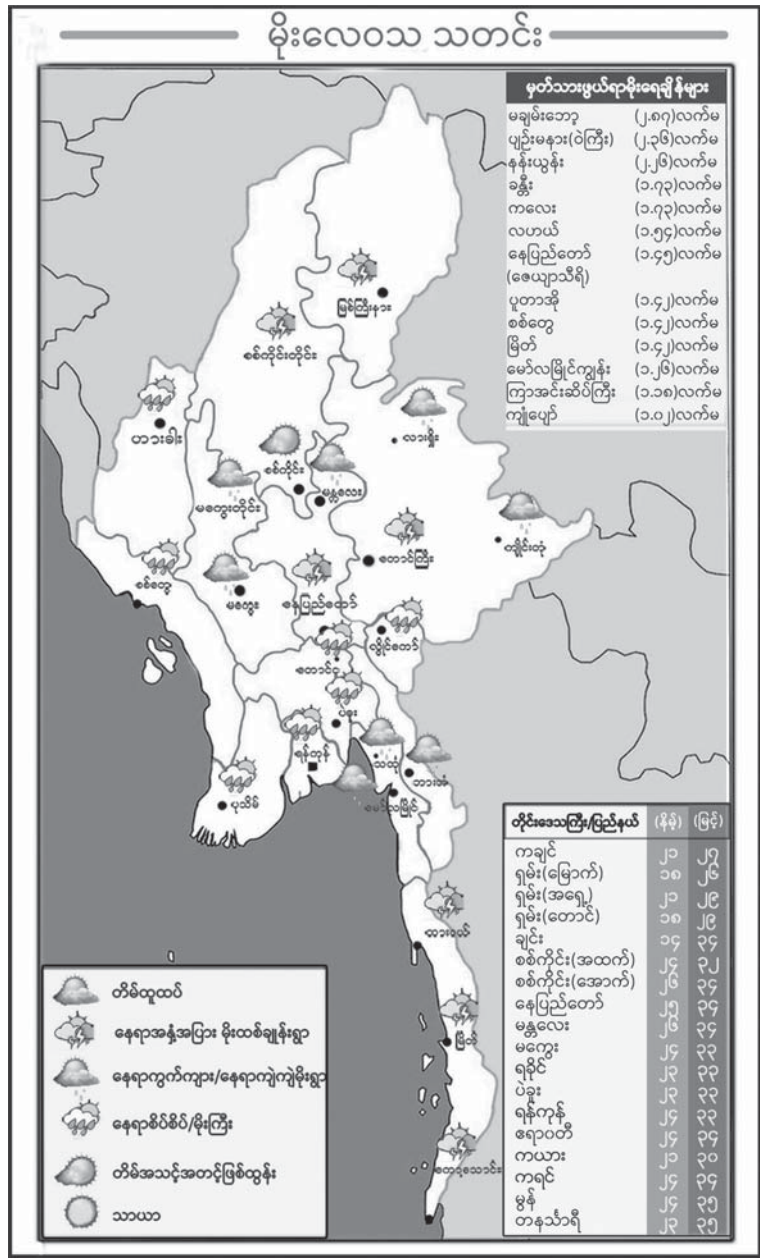 မိုးလေဝသ သတင်း
မှတ်သားဖွယ်ရာမိုးရေချိန်များ
မချမ်းဘော့ (၂.၈၇)လက်မ
ပျဉ်းမနား(ဝဲကြီး) (၂.၃၆)လက်မ
နန်းယွန်း (၂.၂၆)လက်မ
ခန္တီး (၁.၇၃)လက်မ
ကလေး (၁.၇၃)လက်မ
လဟယ် (၁.၅၄)လက်မ
နေပြည်တော် (၁.၄၅)လက်မ
(ဇေယျာသီရိ)
ပူတာအို (၁.၄၂)လက်မ
စစ်တွေ (၁.၄၂)လက်မ
မြိတ် (၁.၄၂)လက်မ
မော်လမြိုင်ကျွန်း (၁.၂၆)လက်မ
ကြာအင်းဆိပ်ကြီး (၁.၁၈)လက်မ
ကျုံပျော် (၁.၀၂)လက်မ
မြစ်ကြီးနား
စစ်ကိုင်းတိုင်း
ဟားခါး
လားရှိုး
စစ်ကိုင်း
မန္တလေး
မကွေးတိုင်း
ကျိုင်းတုံ
တောင်ကြီး
စစ်တွေ
မကွေး
နေပြည်တော်
လွိုင်ကော်
တောင်ငူ
ပဲခူး
ရန်ကုန်
သထုံ
ဘားအံ
ပုသိမ်
မော်လမြိုင်
ထားဝယ်
မြိတ်
ကော့သောင်း
တိမ်ထူထပ်
နေရာအနှံ့အပြား မိုးထစ်ချုန်းရွာ
နေရာကွက်ကျား/နေရာကျဲကျဲမိုးရွာ
နေရာစိပ်စိပ်/မိုးကြီး
တိမ်အသင့်အတင့်ဖြစ်ထွန်း
သာယာ
တိုင်းဒေသကြီး/ပြည်နယ် (နိမ့်) (မြင့်)
ကချင် ၂၁ ၂၇
ရှမ်း(မြောက်) ၁၈ ၂၆
ရှမ်း(အရှေ့) ၂၁ ၂၉
ရှမ်း(တောင်) ၁၈ ၂၉
ချင်း ၁၄ ၃၄
စစ်ကိုင်း(အထက်) ၂၄ ၃၂
စစ်ကိုင်း(အောက်) ၂၆ ၃၄
နေပြည်တော် ၂၅ ၃၄
မန္တလေး ၂၆ ၃၄
မကွေး ၂၄ ၃၃
ရခိုင် ၂၃ ၃၃
ပဲခူး ၂၃ ၃၃
ရန်ကုန် ၂၄ ၃၃
ဧရာဝတီ ၂၄ ၃၄
ကယား ၂၁ ၃၀
ကရင် ၂၄ ၃၄
မွန် ၂၄ ၃၅
တနင်္သာရီ ၂၃ ၃၅